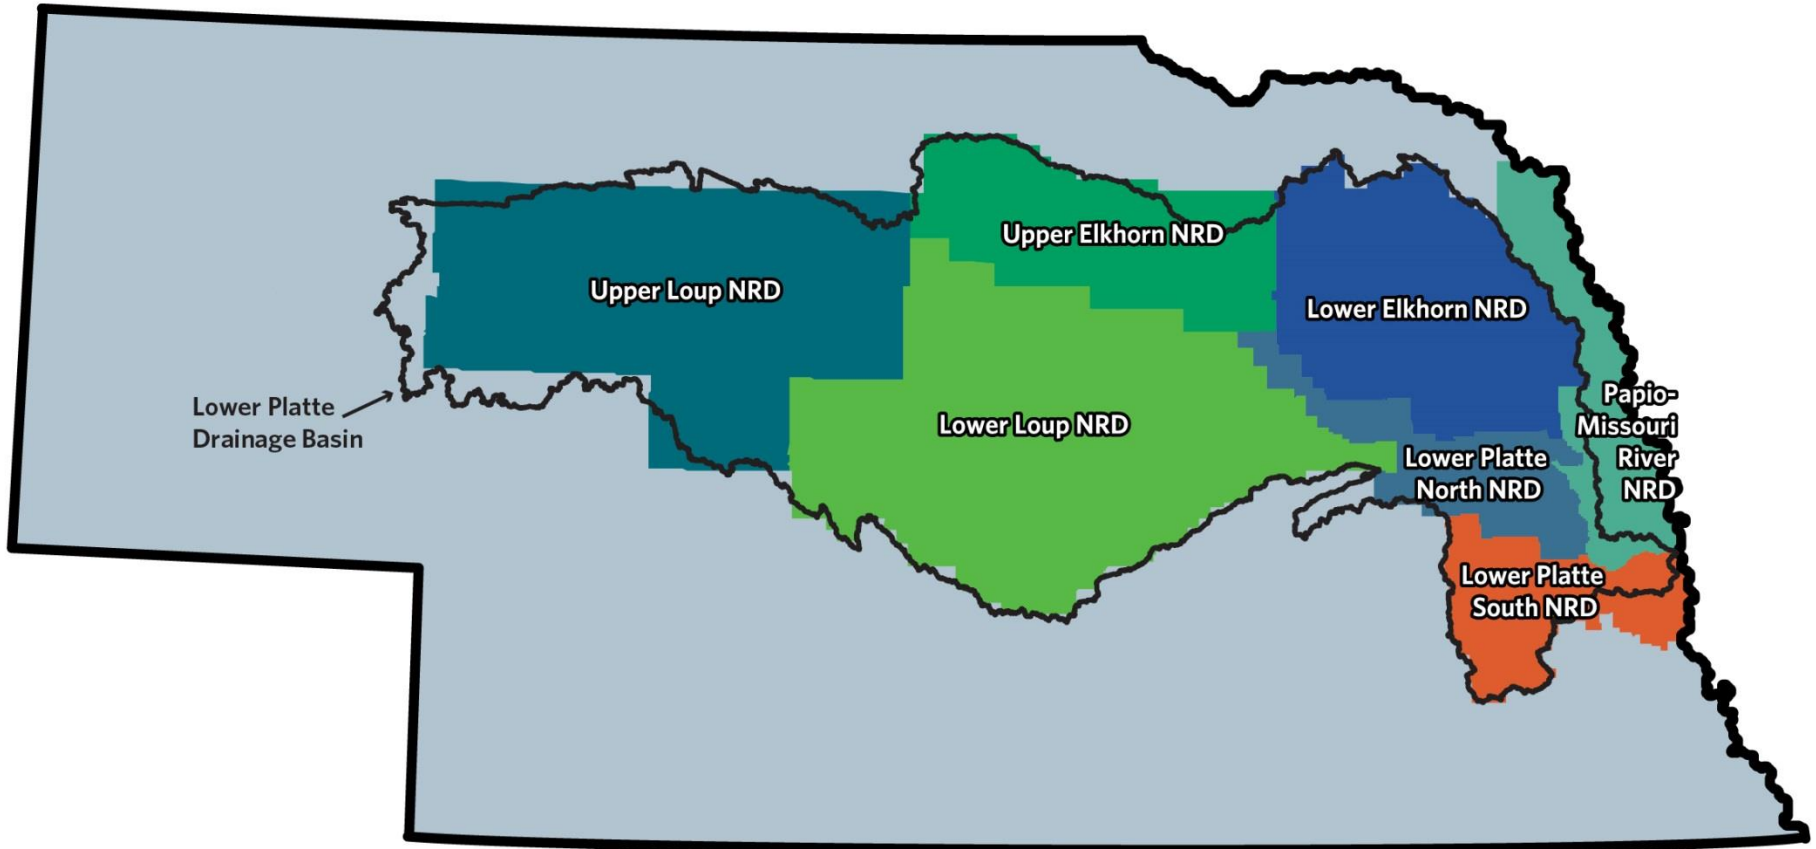 Upper Elkhorn NRD
Upper Loup NRD
Lower Elkhorn NRD
Lower Platte
Drainage Basin
Lower Loup NRD
Papio-
Missouri
River
NRD
Lower Platte
North NRD
Lower Platte
South NRD